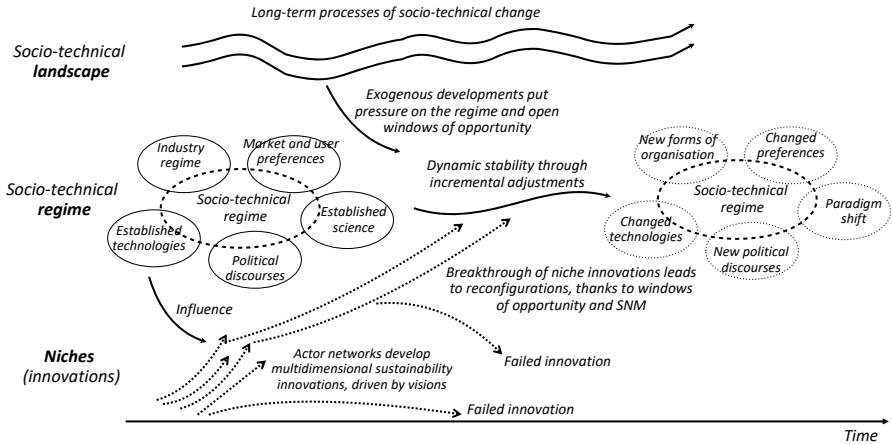 Long-term processes of socio-technical change
Socio-technical
landscape
Exogenous developments put
pressure on the regime and open
windows of opportunity
Industry
regime
Market and user
preferences
Socio-technical
regime
Established
technologies
Established
science
Political
discourses
Socio-technical
regime
Dynamic stability through
incremental adjustments
New forms of
organisation
Changed
preferences
Socio-technical
regime
Changed
technologies
Paradigm
shift
New political
discourses
Influence
Breakthrough of niche innovations leads
to reconfigurations, thanks to windows
of opportunity and SNM
Niches
(innovations)
Actor networks develop
multidimensional sustainability
innovations, driven by visions
Failed innovation
Failed innovation
Time